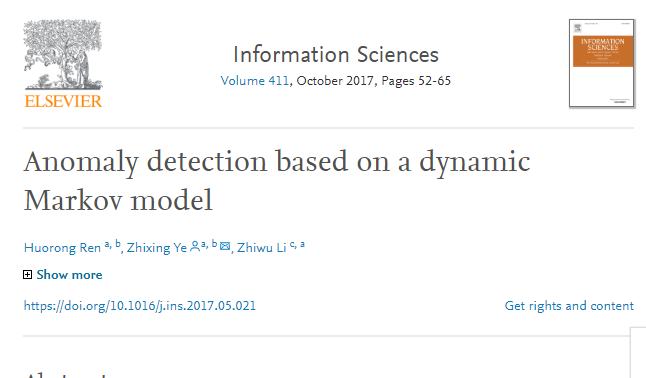 ELSEVIER
Information Sciences
Volume 411, October 2017, Pages 52-65
INFORMATION
SCIENCES
Anomaly detection based on a dynamic
Markov model
Huorong Ren a, b, Zhixing Ye a, b, Zhiwu Li c, a
Show more
https://doi.org/10.1016/j.ins.2017.05.021
Get rights and content